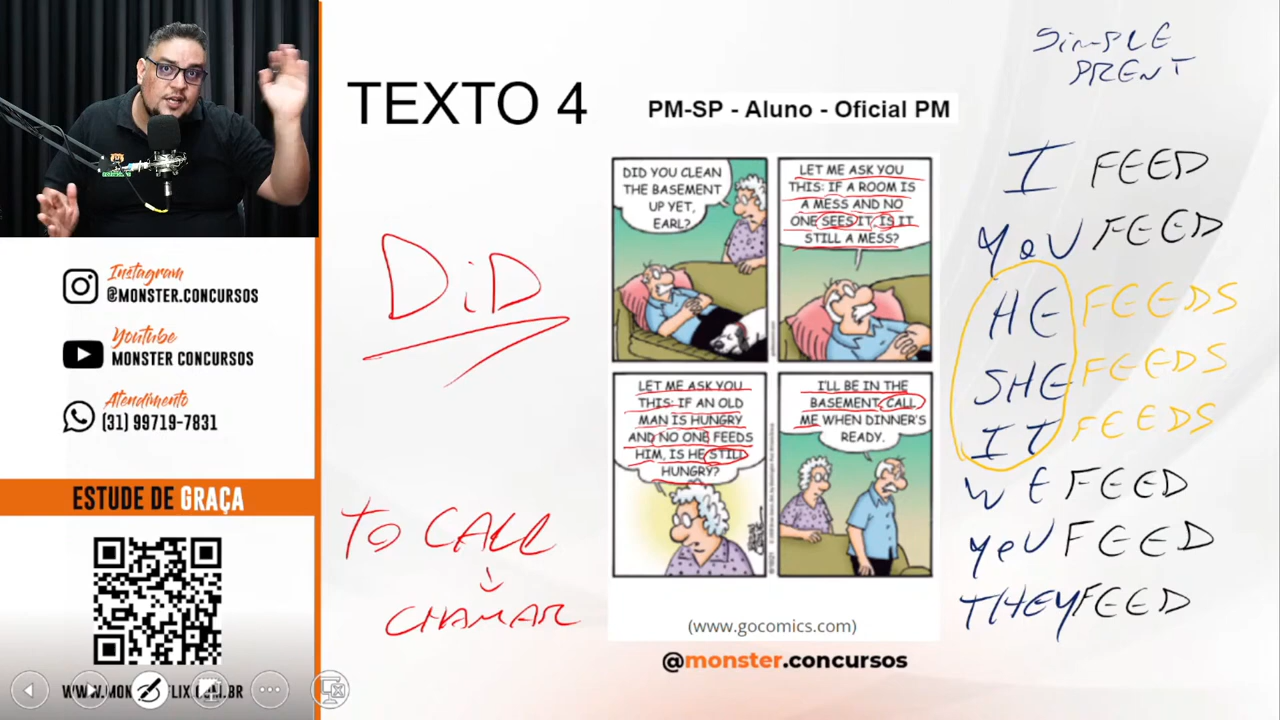 SimPLE
PRENT
TEXTO 4
PM-SP - Aluno - Oficial PM
DID YOU CLEAN
THE BASEMENT
UP YET,
EARL?
LET ME ASK YOU
THIS: IF A ROOM IS
A MESS AND NO
ONE SEES IT, IS IT
STILL A MESS?
LET ME ASK YOU
THIS: IF AN OLD
MAN IS HUNGRY
AND NO ONE FEEDS
HIM, IS HE STILL
HUNGRY?
I'LL BE IN THE
BASEMENT. CALL
ME WHEN DINNER'S
READY.
(www.gocomics.com)
@monster.concursos
DiD
TO CALL
CHAMAR
I FEED
YOU FEED
HE FEEDS
SHE FEEDS
IT FEEDS
WE FEED
YOU FEED
THEY FEED
Instagram
@MONSTER.CONCURSOS
Youtube
MONSTER CONCURSOS
Atendimento
(31) 99719-7831
ESTUDE DE GRAÇA